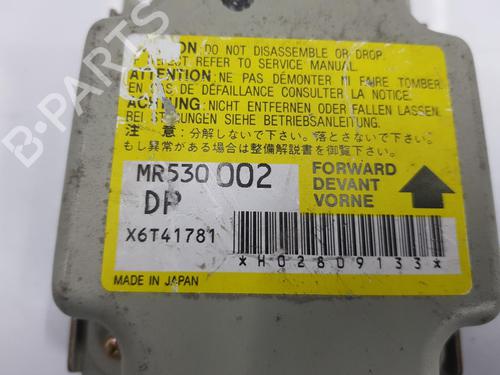 B-PARTS
CAUTION: DO NOT DISASSEMBLE OR DROP.
REFER TO SERVICE MANUAL.
ATTENTION: NE PAS DÉMONTER NI FAIRE TOMBER.
EN CAS DE DÉFAILLANCE CONSULTER LA NOTICE.
ACHTUNG: NICHT ENTFERNEN ODER FALLEN LASSEN.
BEI STÖRUNGEN SIEHE BETRIEBSANLEITUNG.
注 意: 分解しないで下さい。落とさないで下さい。
もし異常がある場合は整備解説書を御覧下さい。
MR530002
DP
FORWARD
DEVANT
VORNE
X6T41781
*H02809133*
MADE IN JAPAN